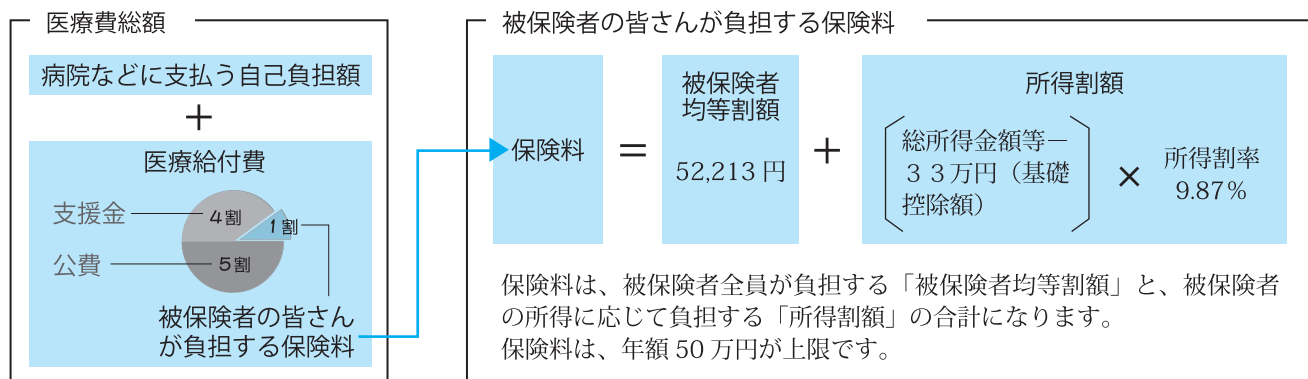 医療費総額
病院などに支払う自己負担額
＋
医療給付費
支援金
4割
1割
公費
5割
被保険者の皆さん
が負担する保険料
被保険者の皆さんが負担する保険料
保険料
＝
被保険者
均等割額
52,213 円
＋
所得割額
総所得金額等－
３３万円（基礎
控除額）
×
所得割率
9.87%
保険料は、被保険者全員が負担する「被保険者均等割額」と、被保険者
の所得に応じて負担する「所得割額」の合計になります。
保険料は、年額 50 万円が上限です。